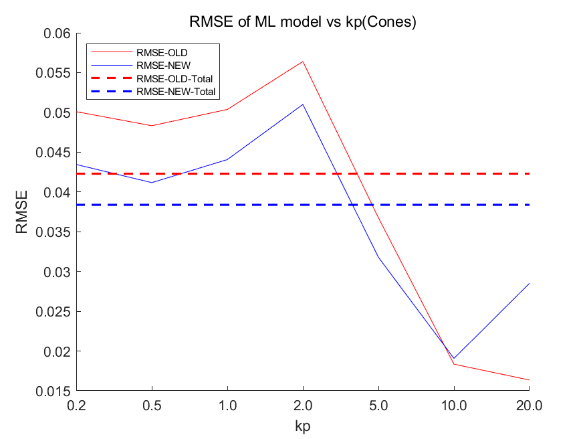 RMSE of ML model vs kp(Cones)
RMSE-OLD
RMSE-NEW
RMSE-OLD-Total
RMSE-NEW-Total
RMSE
0.06
0.055
0.05
0.045
0.04
0.035
0.03
0.025
0.02
0.015
0.2 0.5 1.0 2.0 5.0 10.0 20.0
kp